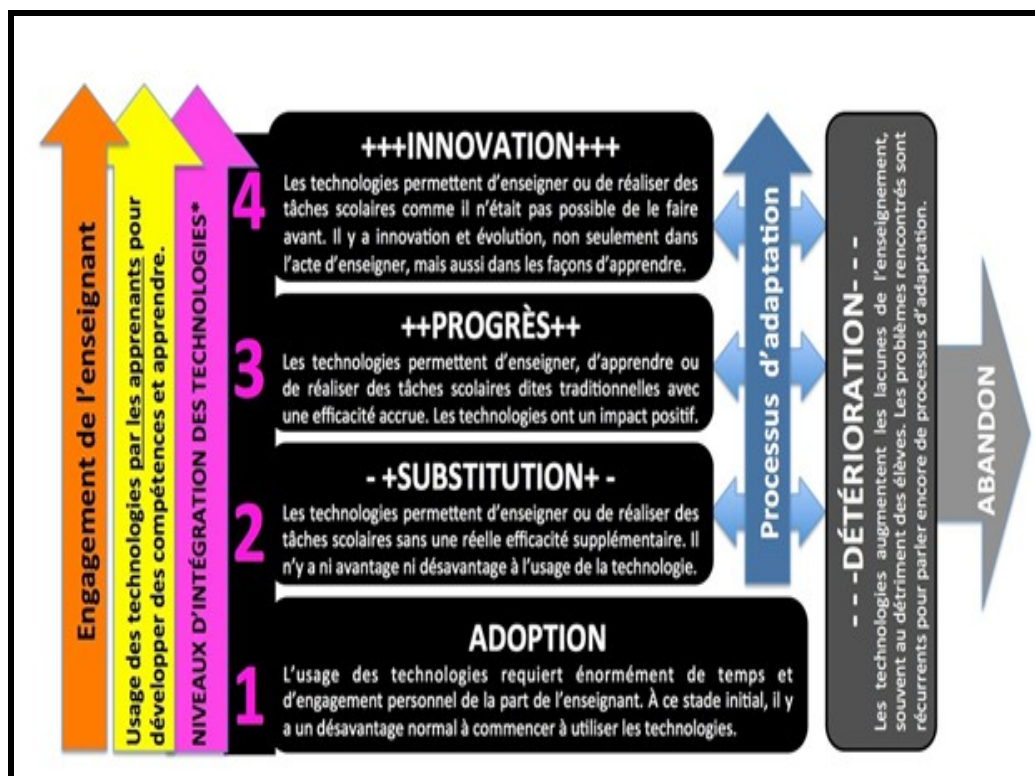 Engagement de l’enseignant
Usage des technologies par les apprenants pour
développer des compétences et apprendre.
NIVEAUX D’INTÉGRATION DES TECHNOLOGIES*
4
+++INNOVATION+++
Les technologies permettent d’enseigner ou de réaliser des
tâches scolaires comme il n’était pas possible de le faire
avant. Il y a innovation et évolution, non seulement dans
l’acte d’enseigner, mais aussi dans les façons d’apprendre.
3
++PROGRÈS++
Les technologies permettent d’enseigner, d’apprendre ou
de réaliser des tâches scolaires dites traditionnelles avec
une efficacité accrue. Les technologies ont un impact positif.
2
- +SUBSTITUTION+ -
Les technologies permettent d’enseigner ou de réaliser des
tâches scolaires sans une réelle efficacité supplémentaire. Il
n’y a ni avantage ni désavantage à l’usage de la technologie.
1
ADOPTION
L’usage des technologies requiert énormément de temps et
d’engagement personnel de la part de l’enseignant. À ce stade initial, il y
a un désavantage normal à commencer à utiliser les technologies.
Processus d’adaptation
- - -DÉTÉRIORATION- - -
Les technologies augmentent les lacunes de l’enseignement,
souvent au détriment des élèves. Les problèmes rencontrés sont
récurrents pour parler encore de processus d’adaptation.
ABANDON